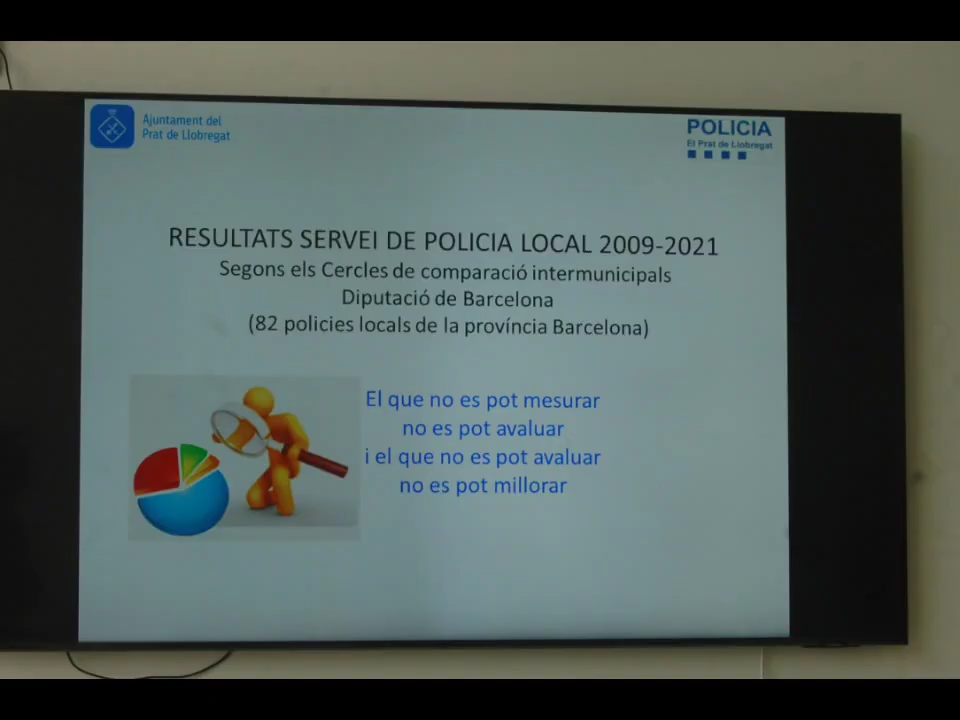 Ajuntament del
Prat de Llobregat
POLICIA
El Prat de Llobregat
RESULTATS SERVEI DE POLICIA LOCAL 2009-2021
Segons els Cercles de comparació intermunicipals
Diputació de Barcelona
(82 policies locals de la província Barcelona)
El que no es pot mesurar
no es pot avaluar
i el que no es pot avaluar
no es pot millorar